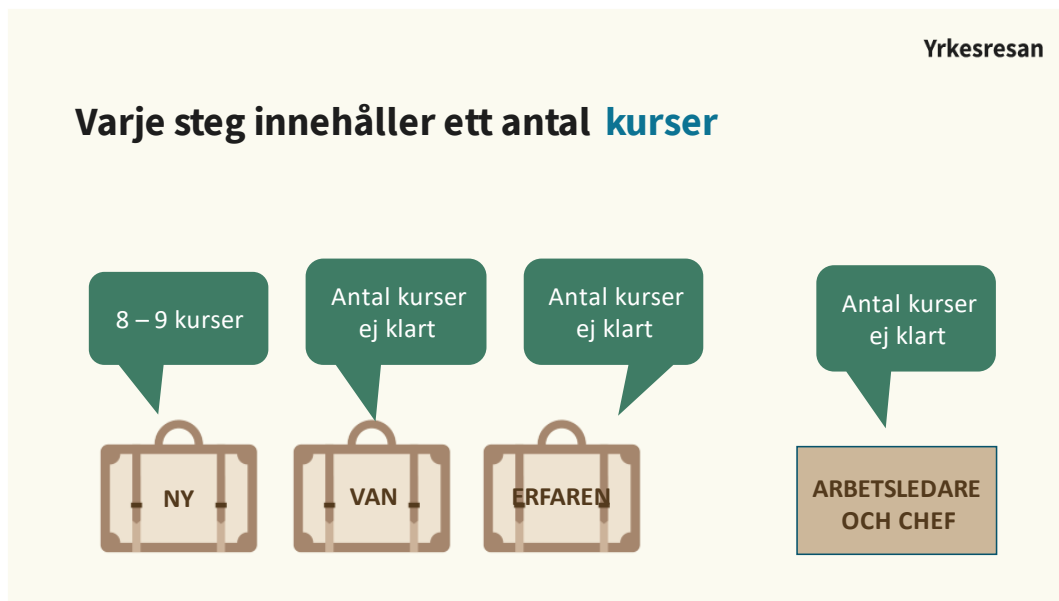 Yrkesresan
Varje steg innehåller ett antal kurser
8 – 9 kurser
Antal kurser
ej klart
Antal kurser
ej klart
Antal kurser
ej klart
NY
VAN
ERFAREN
ARBETSLEDARE
OCH CHEF